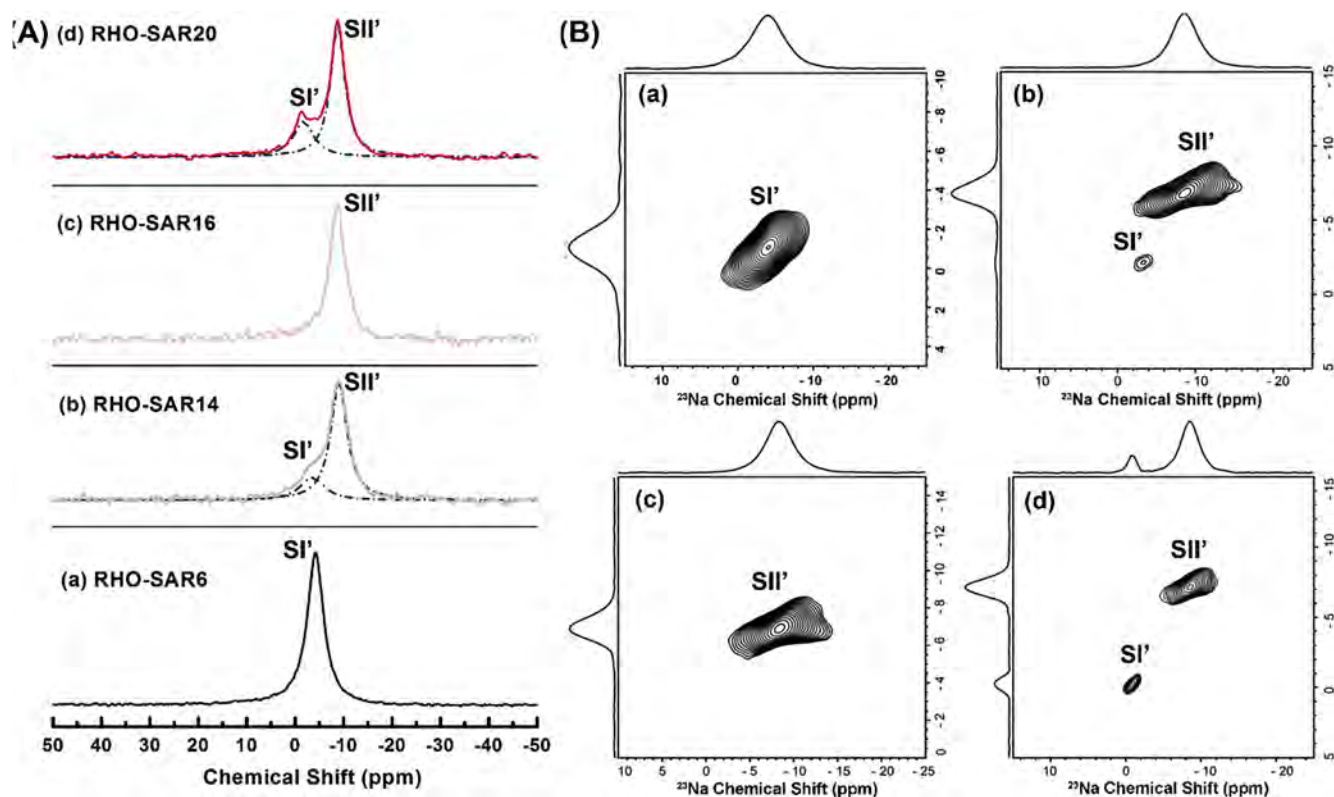 (A)
(d) RHO-SAR20
SI'
SII'
(c) RHO-SAR16
SII'
(b) RHO-SAR14
SI'
SII'
(a) RHO-SAR6
SI'
50 40 30 20 10 0 -10 -20 -30 -40 -50
Chemical Shift (ppm)
(B)
(a)
SI'
-10
-8
-6
-4
-2
0
2
4
10 0 -10 -20
²³Na Chemical Shift (ppm)
(b)
SII'
SI'
-15
-10
-5
0
5
10 0 -10 -20
²³Na Chemical Shift (ppm)
(c)
SII'
-14
-12
-10
-8
-6
-4
-2
0
10 5 0 -5 -10 -15 -20 -25
²³Na Chemical Shift (ppm)
(d)
SII'
SI'
-15
-10
-5
0
5
10 0 -10 -20
²³Na Chemical Shift (ppm)